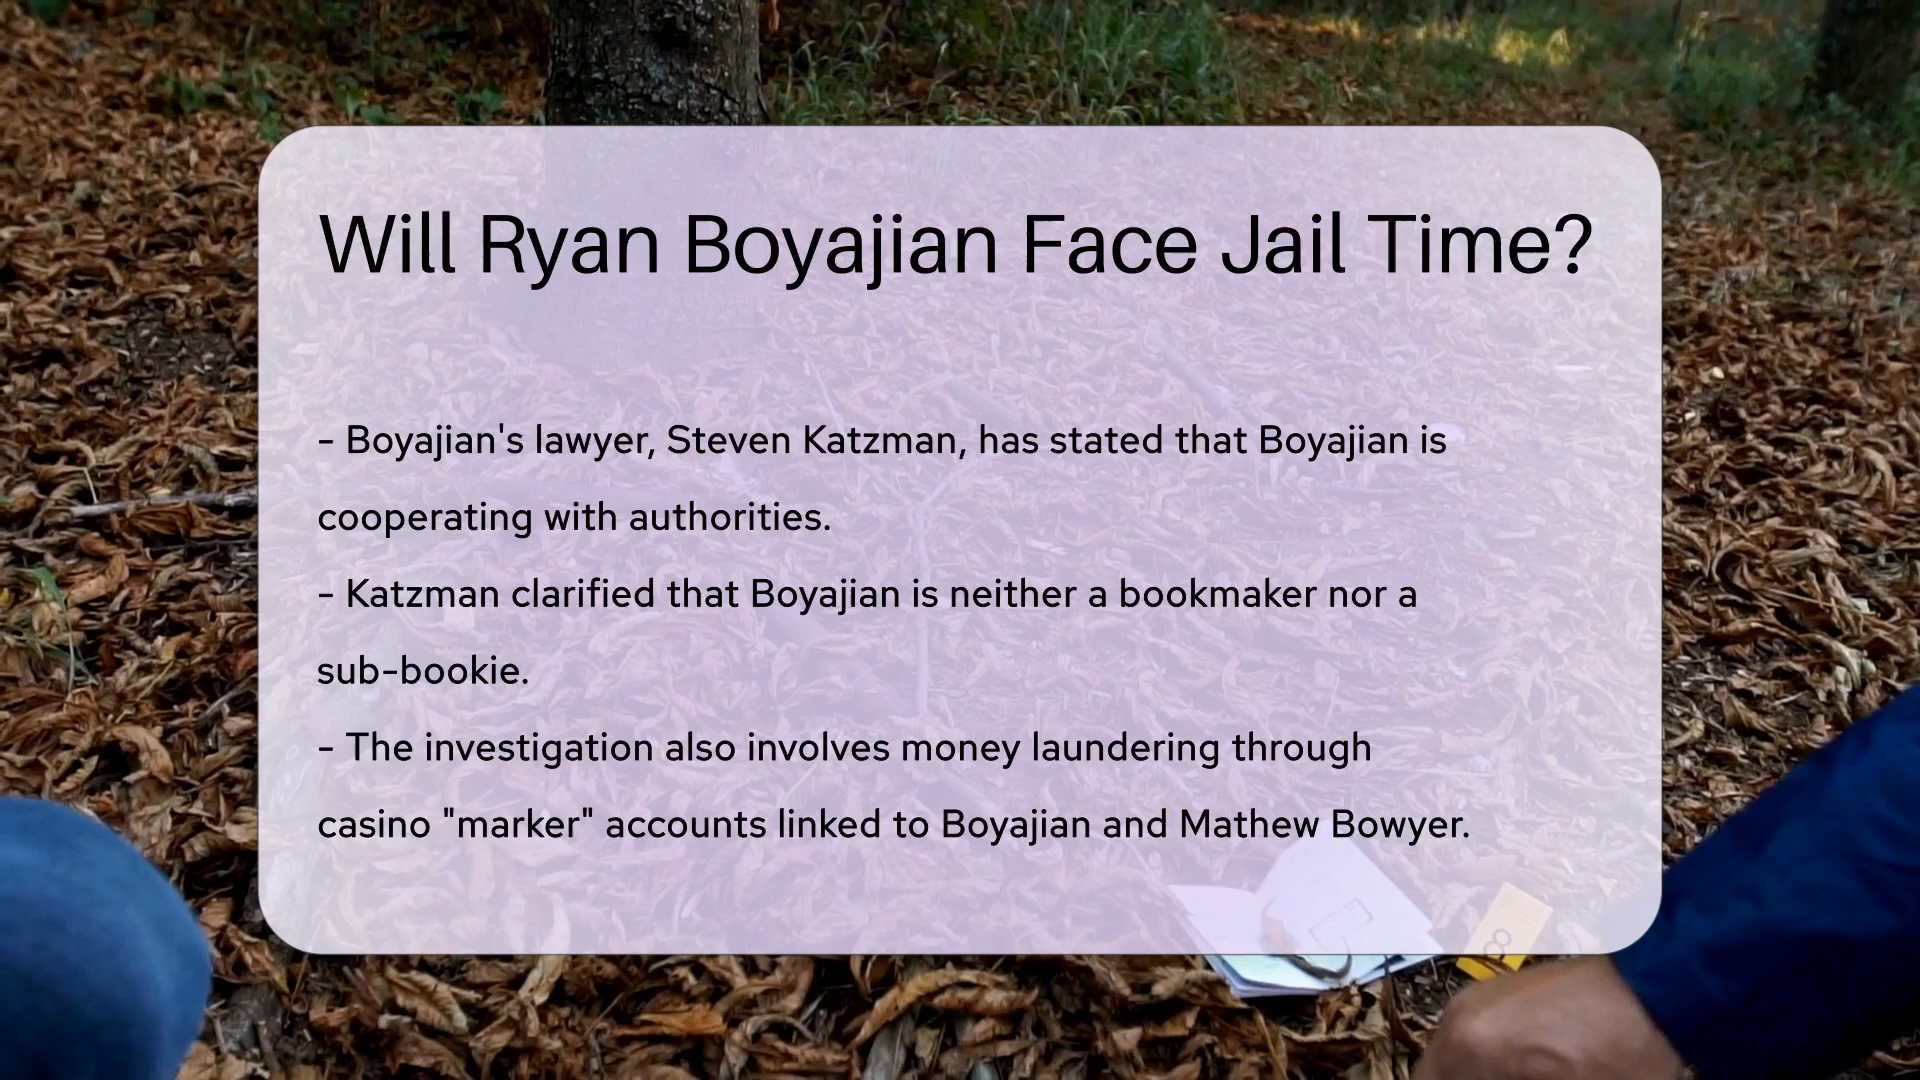 Will Ryan Boyajian Face Jail Time?
- Boyajian's lawyer, Steven Katzman, has stated that Boyajian is
cooperating with authorities.
- Katzman clarified that Boyajian is neither a bookmaker nor a
sub-bookie.
- The investigation also involves money laundering through
casino "marker" accounts linked to Boyajian and Mathew Bowyer.